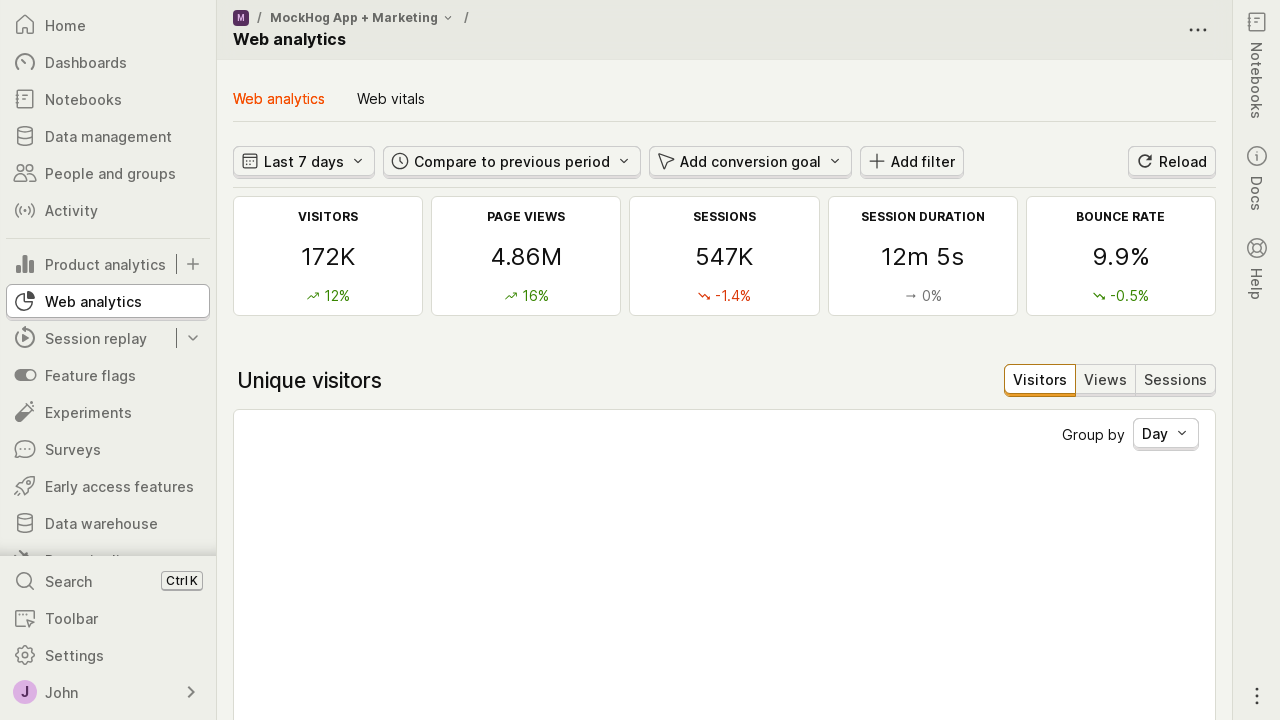 Home
Dashboards
Notebooks
Data management
People and groups
Activity
Product analytics
Web analytics
Session replay
Feature flags
Experiments
Surveys
Early access features
Data warehouse
Search Ctrl K
Toolbar
Settings
J John
M / MockHog App + Marketing /
Web analytics
Web analytics Web vitals
Last 7 days Compare to previous period Add conversion goal Add filter Reload
VISITORS PAGE VIEWS SESSIONS SESSION DURATION BOUNCE RATE
172K 4.86M 547K 12m 5s 9.9%
12% 16% -1.4% 0% -0.5%
Unique visitors Visitors Views Sessions
Group by Day
Notebooks
Docs
Help